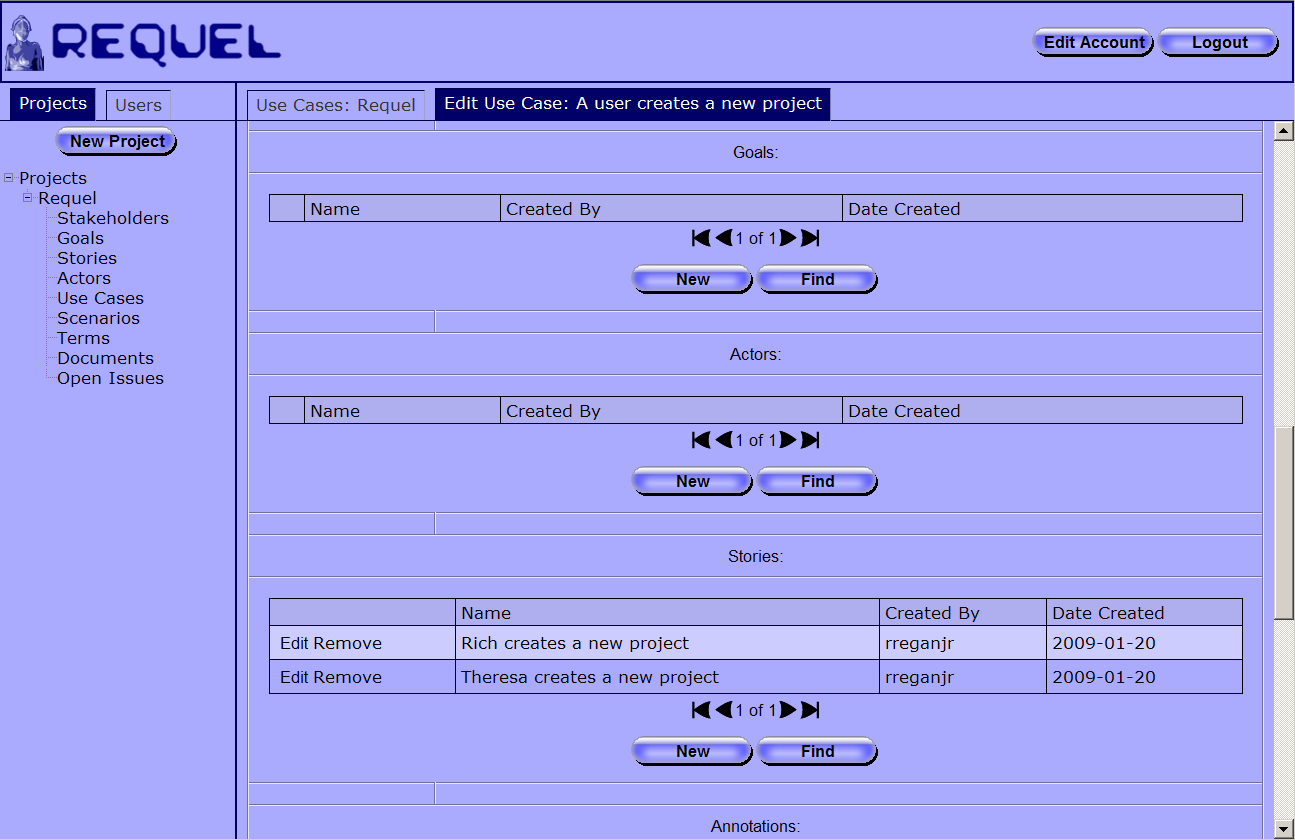 REQUEL
Edit Account Logout
Projects Users
Use Cases: Requel Edit Use Case: A user creates a new project
New Project
Projects
Requel
Stakeholders
Goals
Stories
Actors
Use Cases
Scenarios
Terms
Documents
Open Issues
Goals:
Name Created By Date Created
1 of 1
New Find
Actors:
Name Created By Date Created
1 of 1
New Find
Stories:
Name Created By Date Created
Edit Remove Rich creates a new project rreganjr 2009-01-20
Edit Remove Theresa creates a new project rreganjr 2009-01-20
1 of 1
New Find
Annotations: